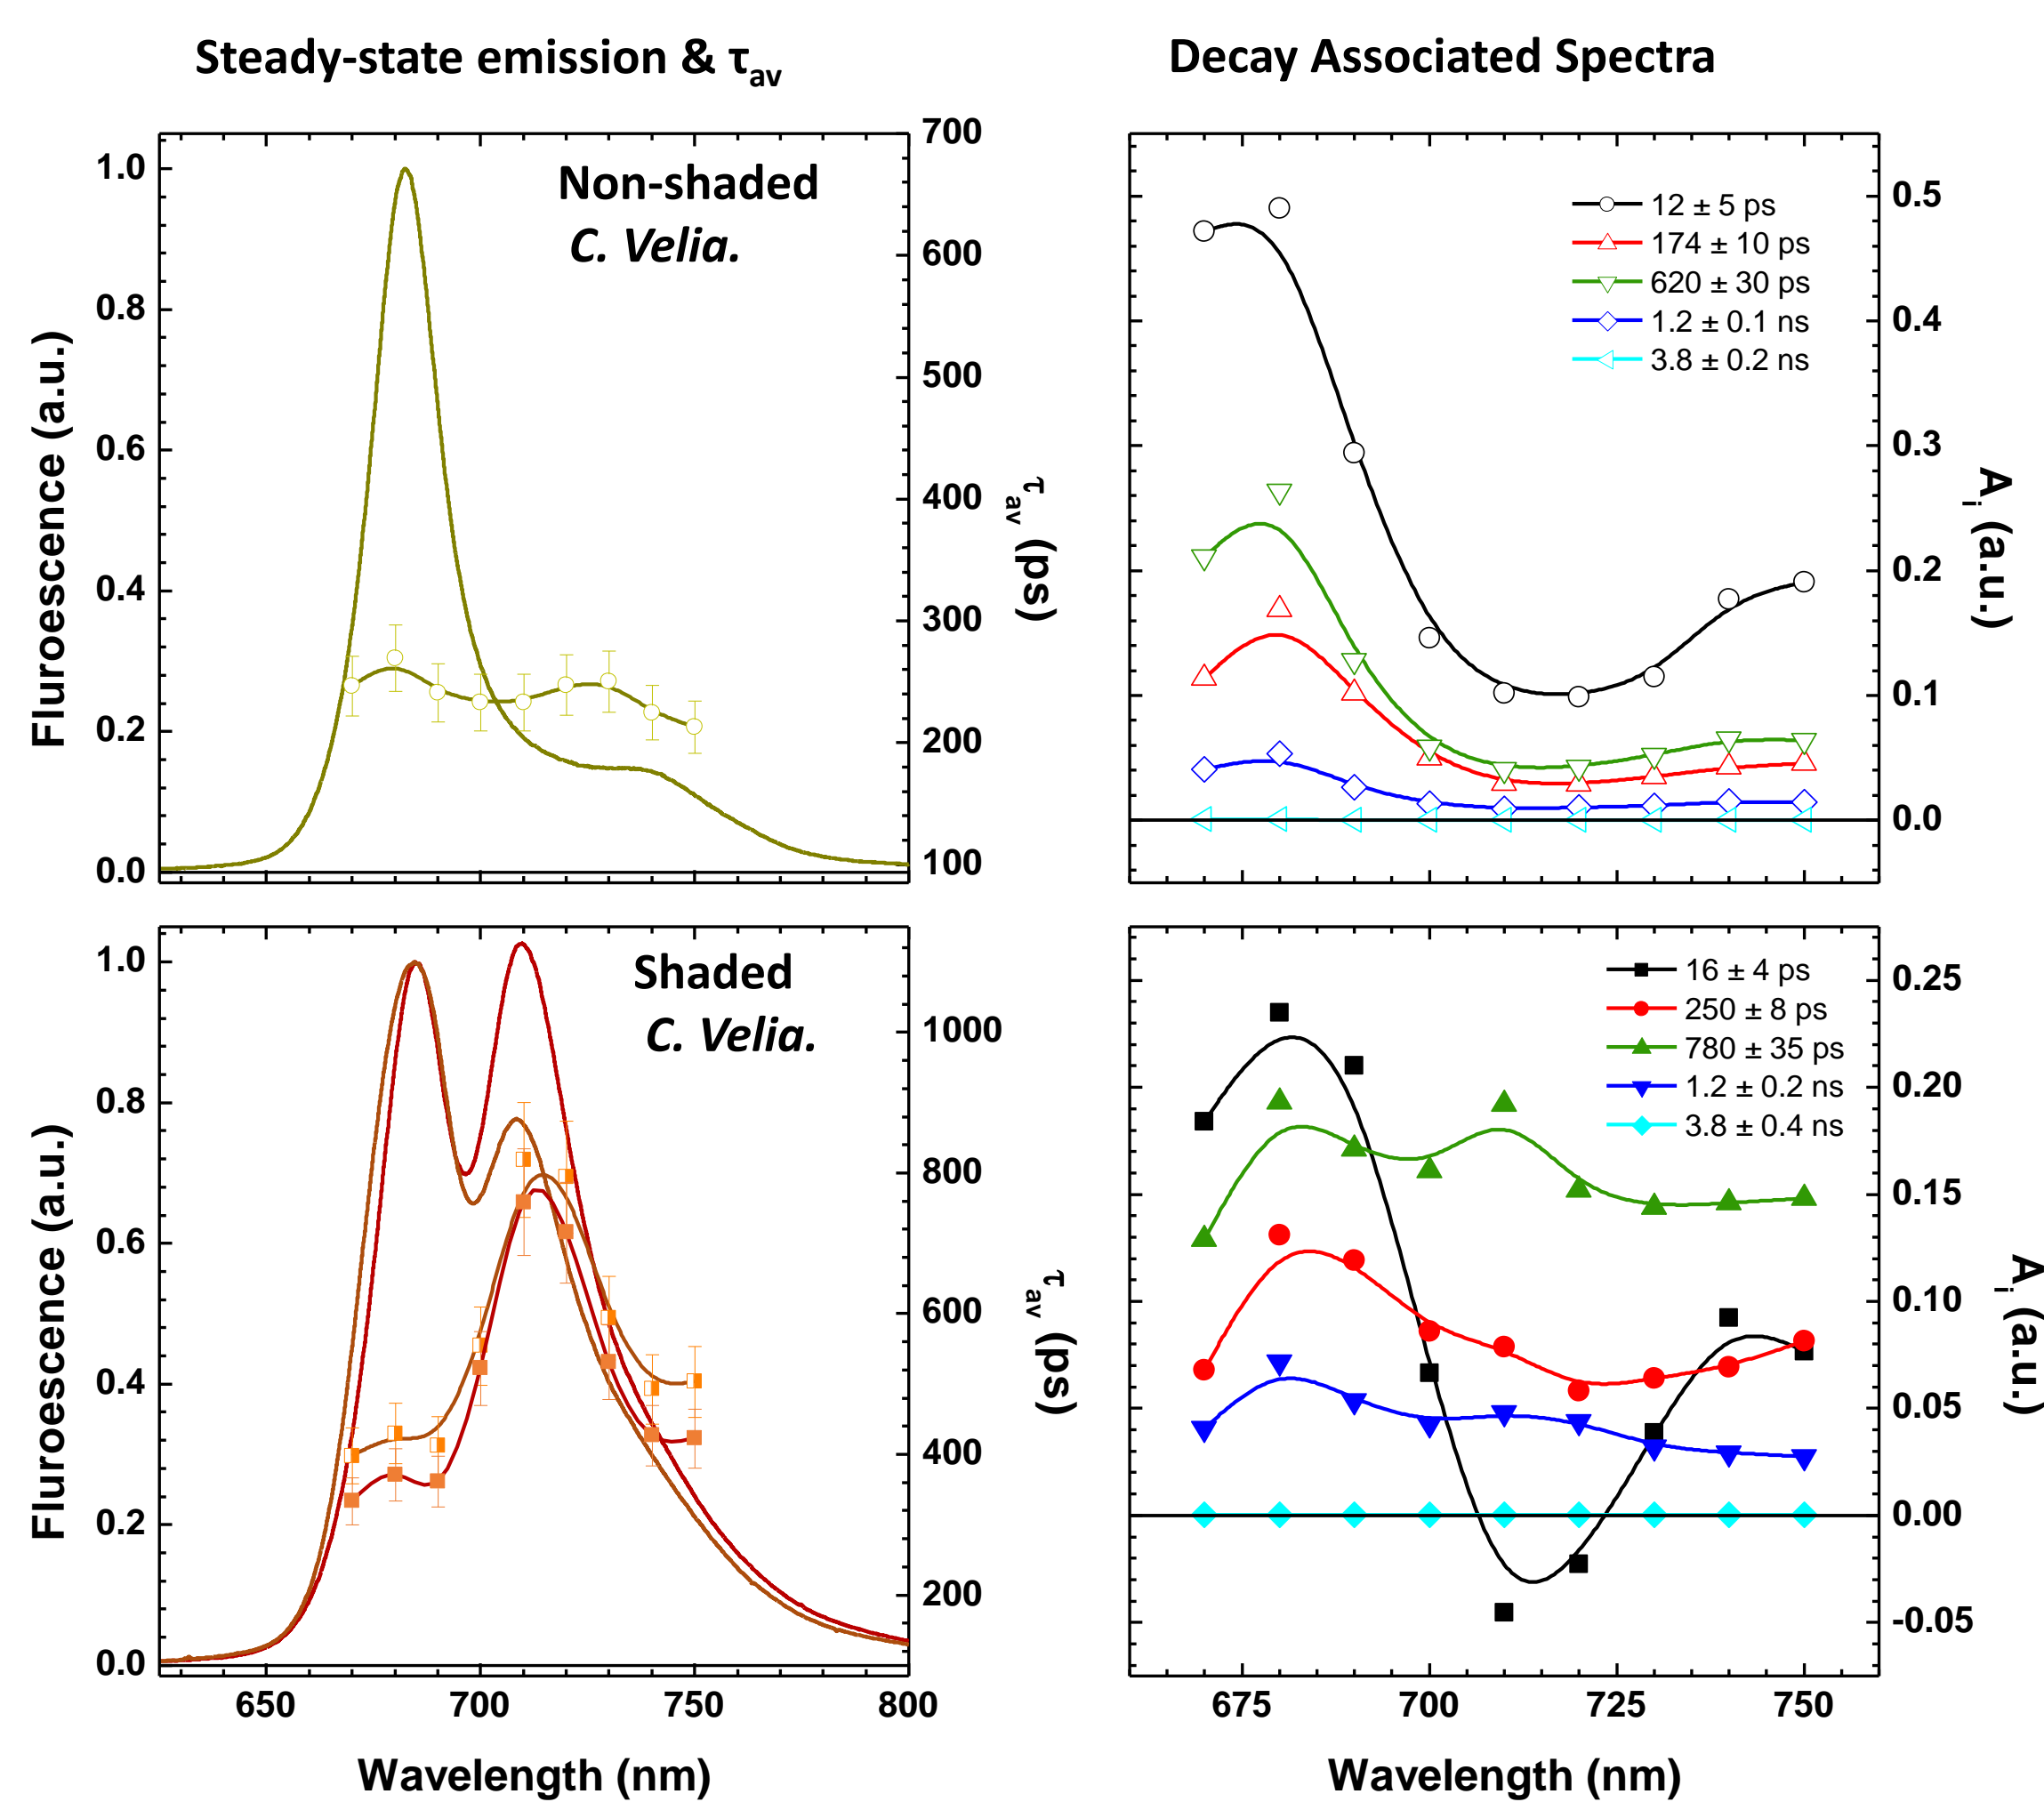 Steady-state emission & τav
Decay Associated Spectra
Non-shaded
C. Velia.
Fluroescence (a.u.)
1.0
0.8
0.6
0.4
0.2
0.0
700
600
500
400
300
200
100
τav (ps)
12 ± 5 ps
174 ± 10 ps
620 ± 30 ps
1.2 ± 0.1 ns
3.8 ± 0.2 ns
0.5
0.4
0.3
0.2
0.1
0.0
Ai (a.u.)
Shaded
C. Velia.
Fluroescence (a.u.)
1.0
0.8
0.6
0.4
0.2
0.0
1000
800
600
400
200
τav (ps)
650 700 750 800
Wavelength (nm)
16 ± 4 ps
250 ± 8 ps
780 ± 35 ps
1.2 ± 0.2 ns
3.8 ± 0.4 ns
0.25
0.20
0.15
0.10
0.05
0.00
-0.05
Ai (a.u.)
675 700 725 750
Wavelength (nm)